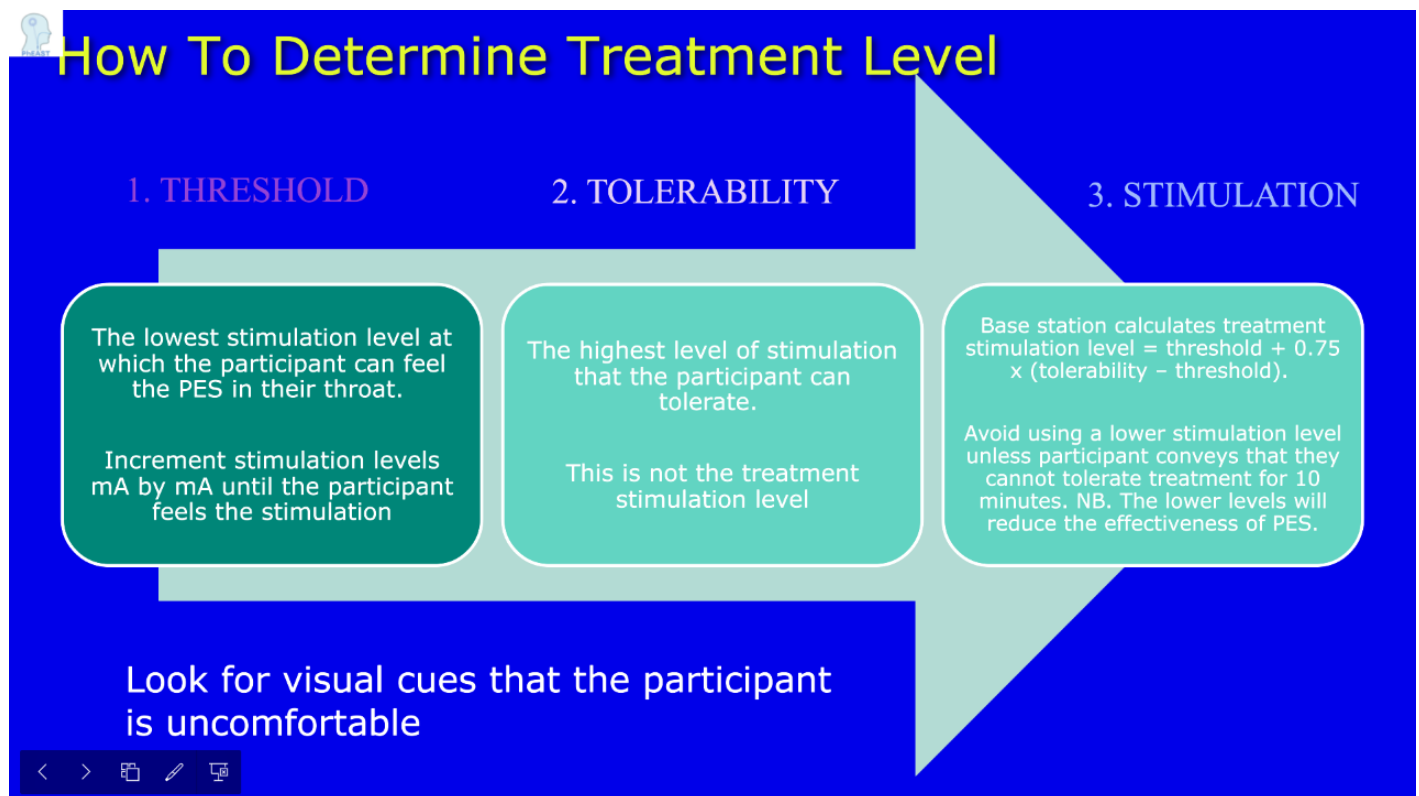 How To Determine Treatment Level
1. THRESHOLD
2. TOLERABILITY
3. STIMULATION
The lowest stimulation level at
which the participant can feel
the PES in their throat.
Increment stimulation levels
mA by mA until the participant
feels the stimulation
The highest level of stimulation
that the participant can
tolerate.
This is not the treatment
stimulation level
Base station calculates treatment
stimulation level = threshold + 0.75
x (tolerability – threshold).
Avoid using a lower stimulation level
unless participant conveys that they
cannot tolerate treatment for 10
minutes. NB. The lower levels will
reduce the effectiveness of PES.
Look for visual cues that the participant
is uncomfortable